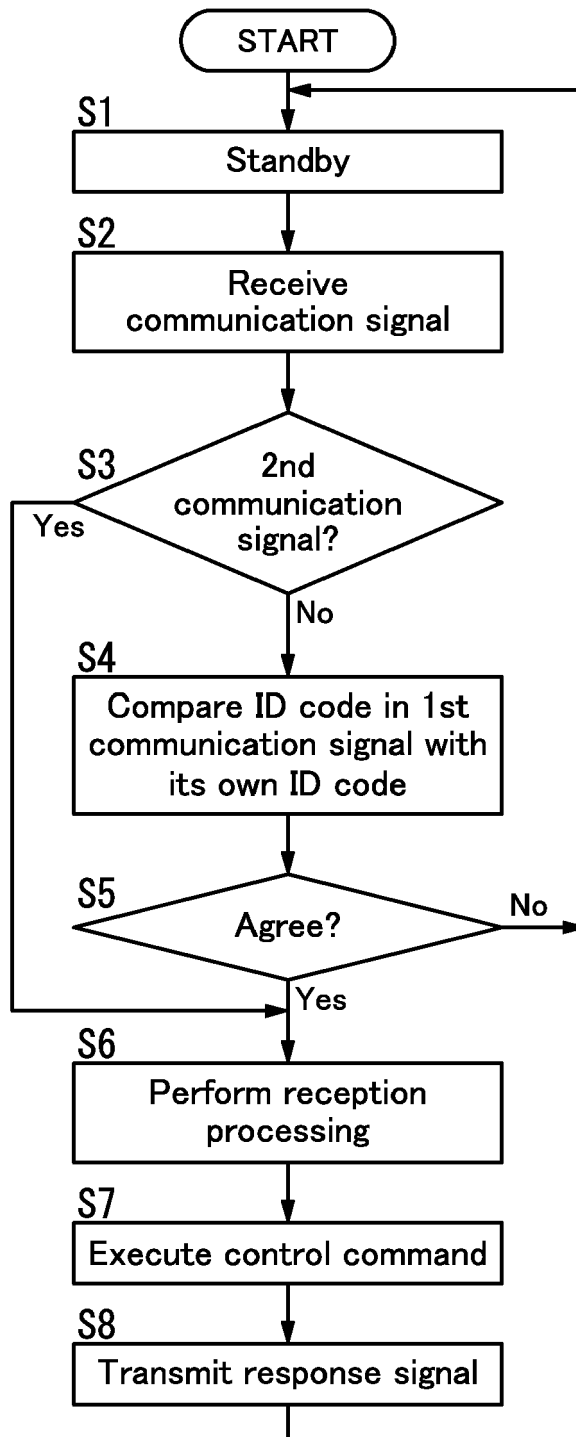 START
S1
Standby
S2
Receive
communication signal
S3
2nd
communication
signal?
Yes
No
S4
Compare ID code in 1st
communication signal with
its own ID code
S5
Agree?
No
Yes
S6
Perform reception
processing
S7
Execute control command
S8
Transmit response signal